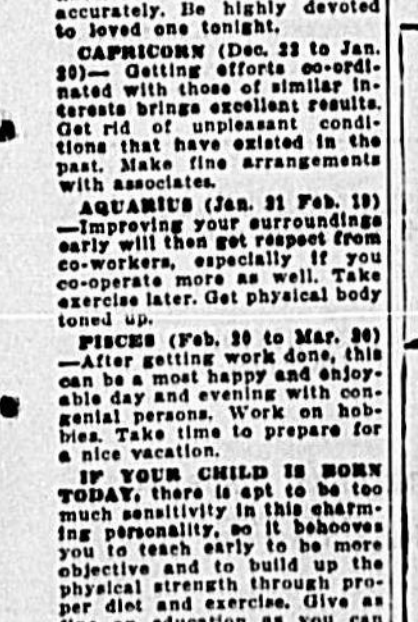 accurately. Be highly devoted
to loved one tonight.
CAPRICORN (Dec. 22 to Jan.
20)— Getting efforts co-ordi-
nated with those of similar in-
terests brings excellent results.
Get rid of unpleasant condi-
tions that have existed in the
past. Make fine arrangements
with associates.
AQUARIUS (Jan. 21 Feb. 19)
—Improving your surroundings
early will then get respect from
co-workers, especially if you
co-operate more as well. Take
exercise later. Get physical body
toned up.
PISCES (Feb. 20 to Mar. 20)
—After getting work done, this
can be a most happy and enjoy-
able day and evening with con-
genial persons. Work on hob-
bies. Take time to prepare for
a nice vacation.
IF YOUR CHILD IS BORN
TODAY, there is apt to be too
much sensitivity in this charm-
ing personality, so it behooves
you to teach early to be more
objective and to build up the
physical strength through pro-
per diet and exercise. Give as
fine an education as you can